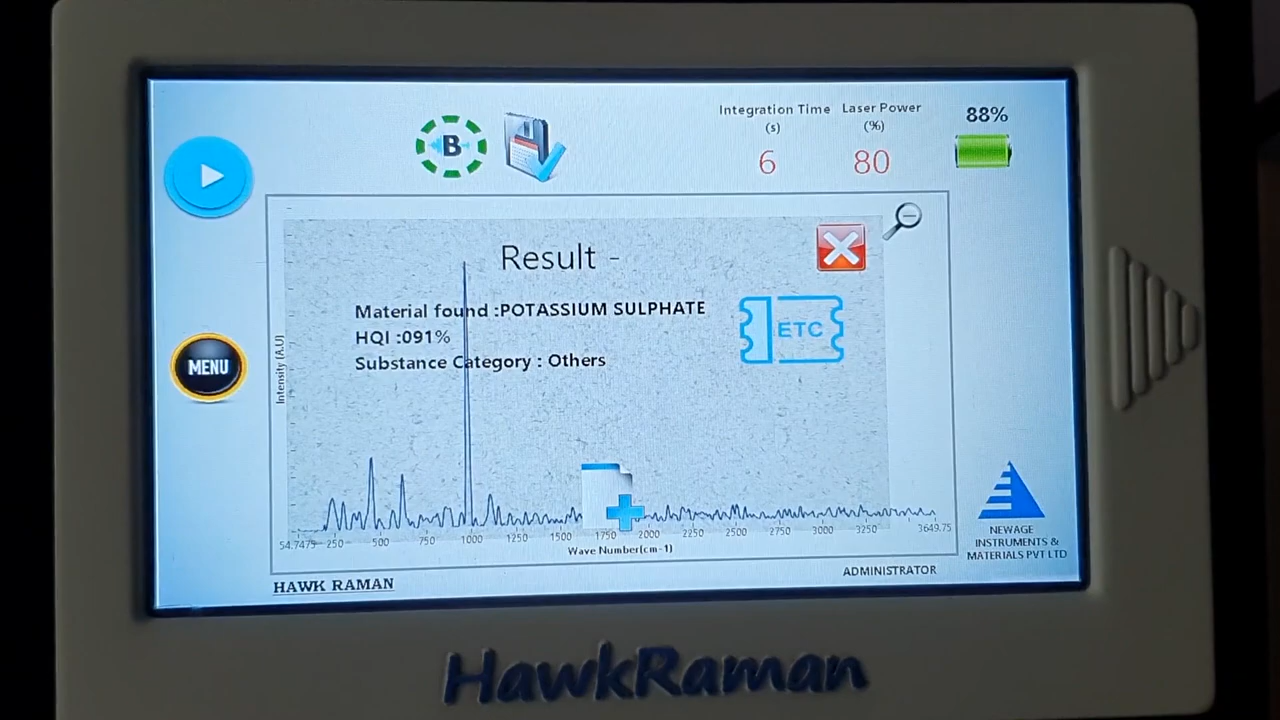 Integration Time
(s)
Laser Power
(%)
88%
B
6
80
Result -
Material found :POTASSIUM SULPHATE
HQI :091%
Substance Category : Others
ETC
MENU
Intensity (A.U)
54.7475 250 500 750 1000 1250 1500 1750 2000 2250 2500 2750 3000 3250 3649.75
Wave Number(cm-1)
NEWAGE
INSTRUMENTS &
MATERIALS PVT LTD
ADMINISTRATOR
HAWK RAMAN
HawkRaman